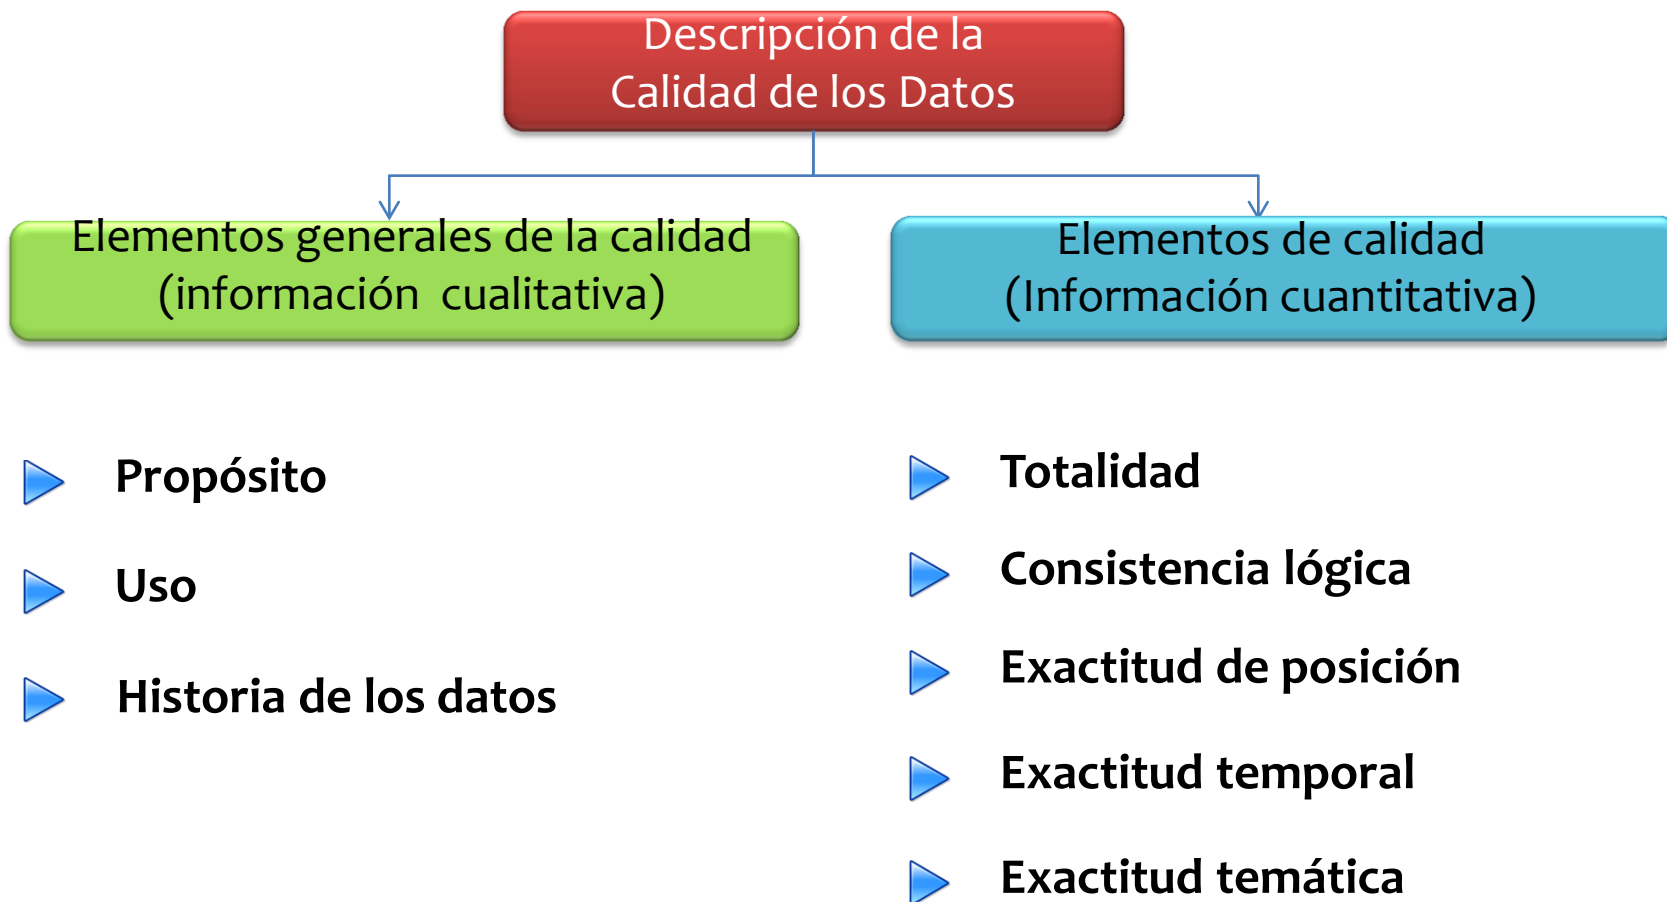 Descripción de la
Calidad de los Datos
Elementos generales de la calidad
(información cualitativa)
Elementos de calidad
(Información cuantitativa)
Propósito
Uso
Historia de los datos
Totalidad
Consistencia lógica
Exactitud de posición
Exactitud temporal
Exactitud temática